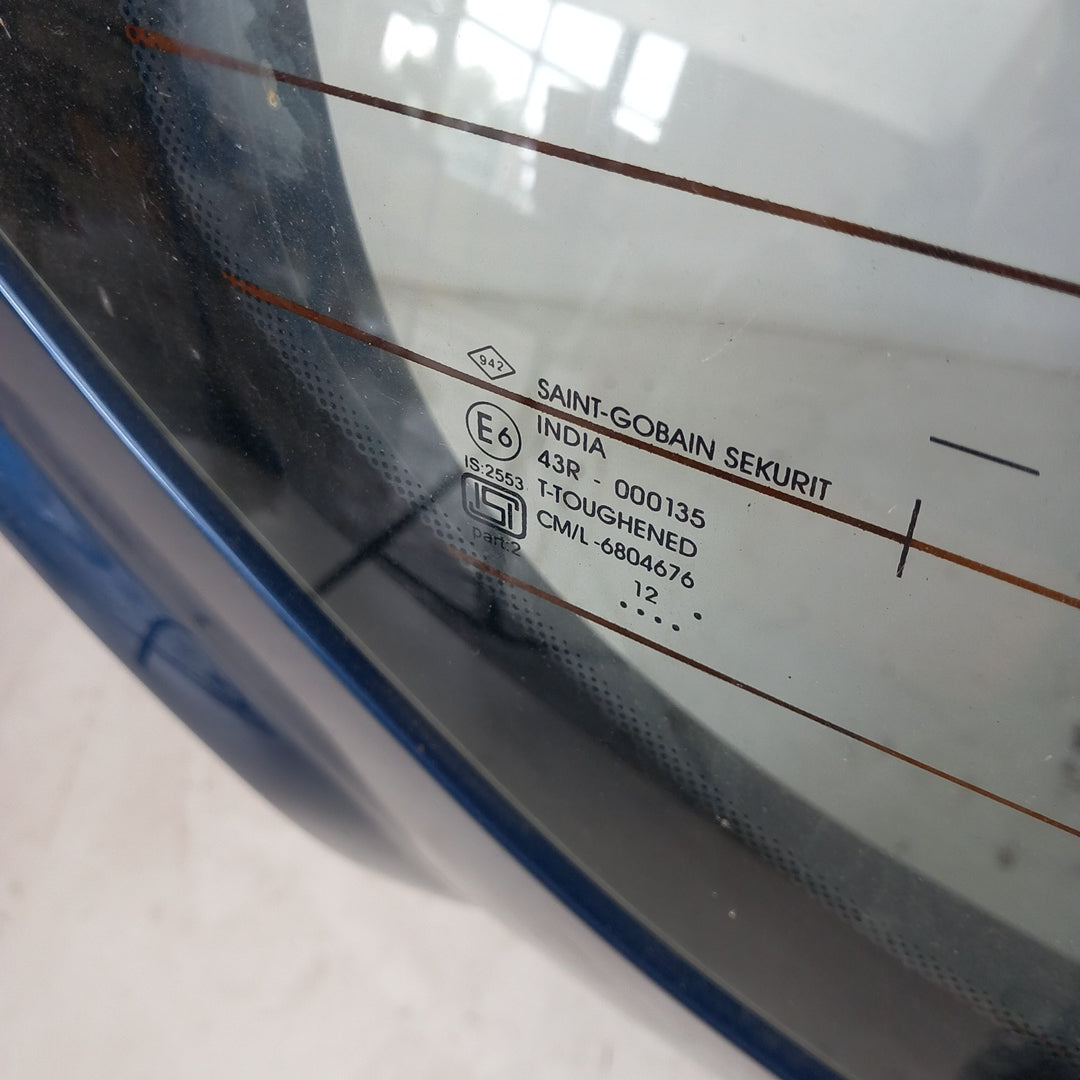 942
SAINT-GOBAIN SEKURIT
E6
INDIA
43R - 000135
IS:2553
T-TOUGHENED
ISI
CM/L-6804676
part:2
12